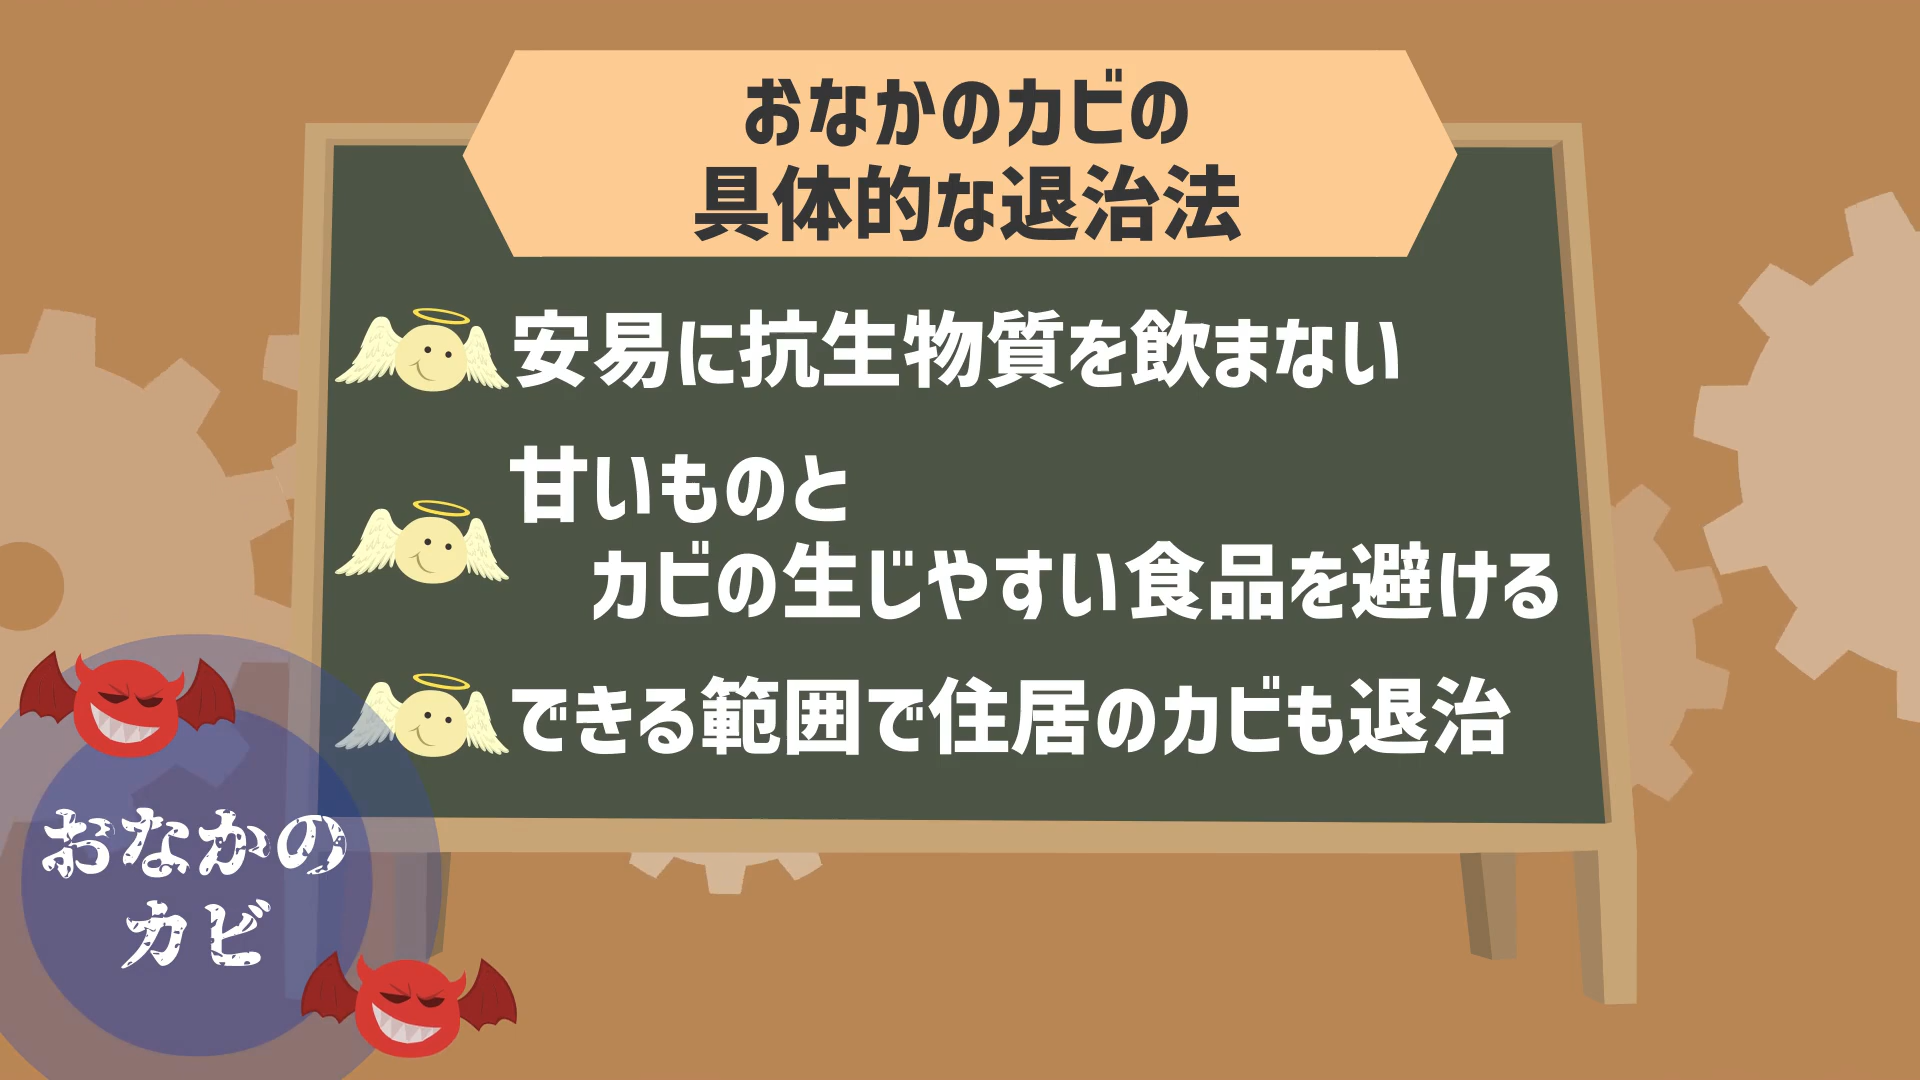 おなかのカビの
具体的な退治法
安易に抗生物質を飲まない
甘いものと
カビの生じやすい食品を避ける
できる範囲で住居のカビも退治
おなかの
カビ